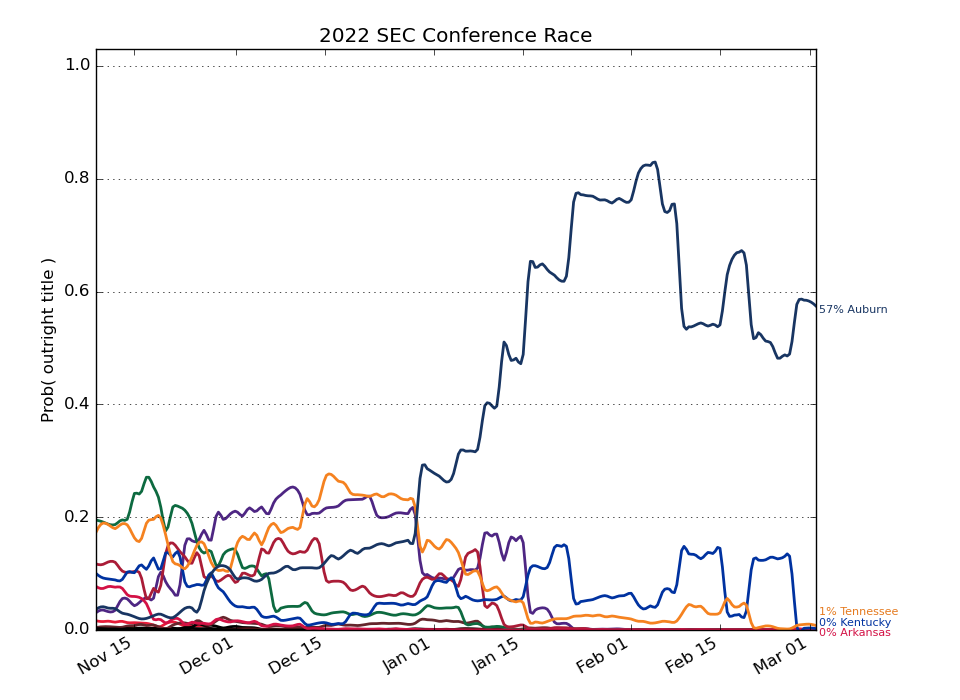 2022 SEC Conference Race
Prob( outright title )
1.0
0.8
0.6
0.4
0.2
0.0
57% Auburn
1% Tennessee
0% Kentucky
0% Arkansas
Nov 15
Dec 01
Dec 15
Jan 01
Jan 15
Feb 01
Feb 15
Mar 01